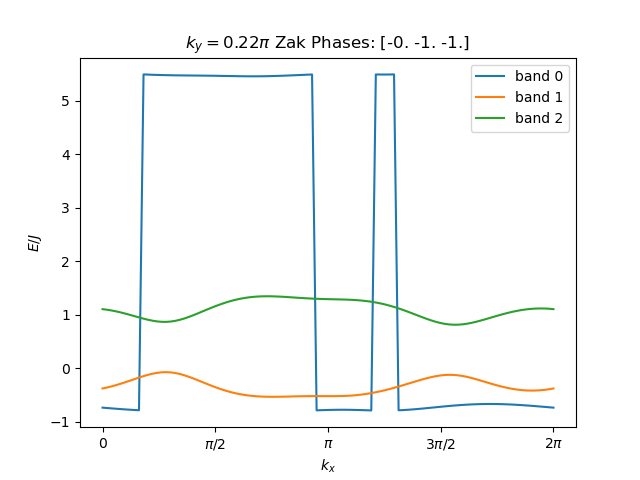 $k_y = 0.22\pi$ Zak Phases: [-0. -1. -1.]
band 0
band 1
band 2
5
4
3
2
1
0
−1
E/J
0
π/2
π
3π/2
2π
$k_x$